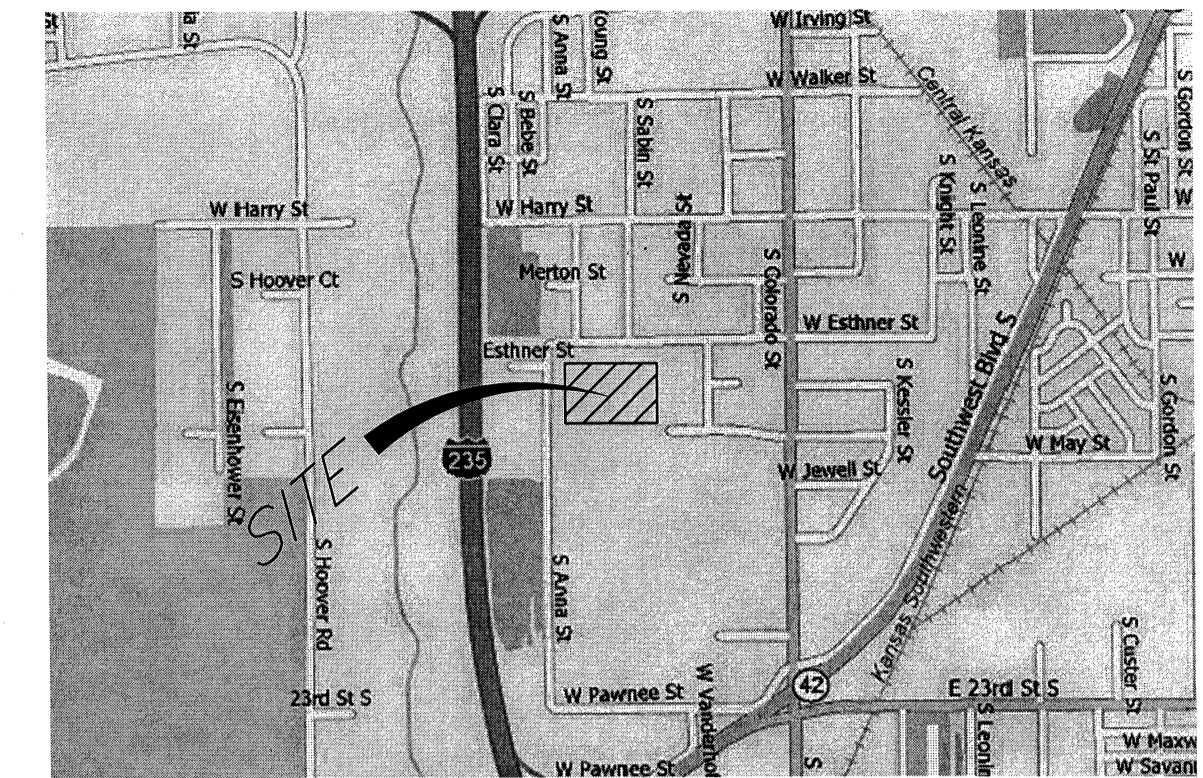 W Irving St
S Anna St
W Walker St
Central Kansas
S Clara St
S Bebe St
S Sabin St
S Gordon St
S St Paul St
W
W Harry St
W Harry St
S Knight St
S Leonine St
S Hoover Ct
Merton St
S Nevada St
S Colorado St
W
W Esthner St
Esthner St
Southwest Blvd S
S Eisenhower St
S Kessler St
S Gordon St
SITE
235
W Jewell St
W May St
Kansas Southwestern
S Hoover Rd
S Anna St
S Custer St
23rd St S
W Pawnee St
42
E 23rd St S
W Pawnee St
S
W Maxw
W Savan